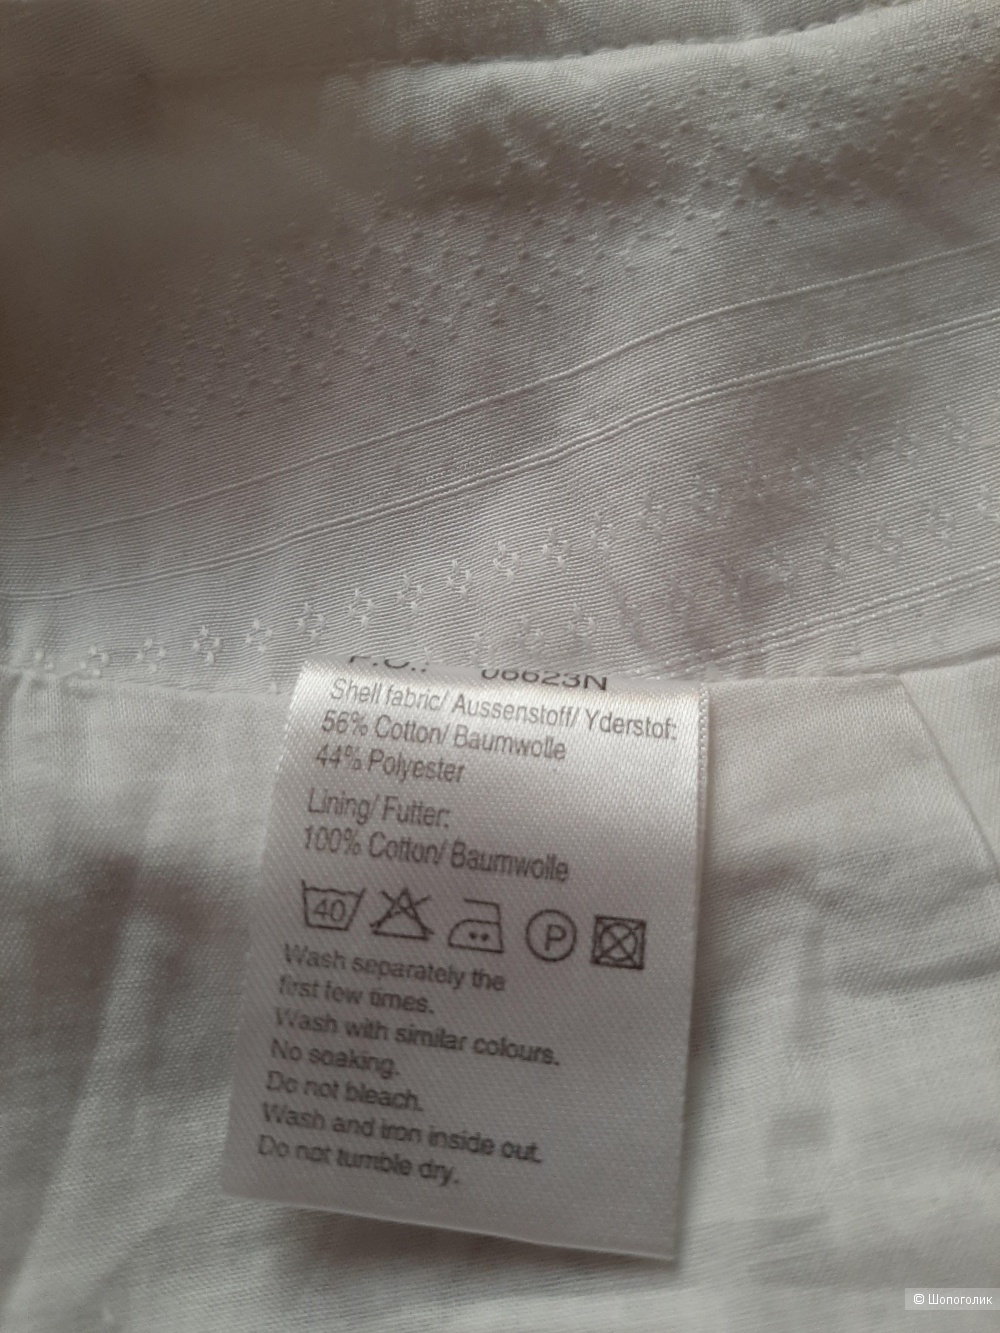 P.O.: 06623N
Shell fabric/ Aussenstoff/ Yderstof:
56% Cotton/ Baumwolle
44% Polyester
Lining/ Futter:
100% Cotton/ Baumwolle
40 P
Wash separately the
first few times.
Wash with similar colours.
No soaking.
Do not bleach.
Wash and iron inside out.
Do not tumble dry.
© Шопоголик